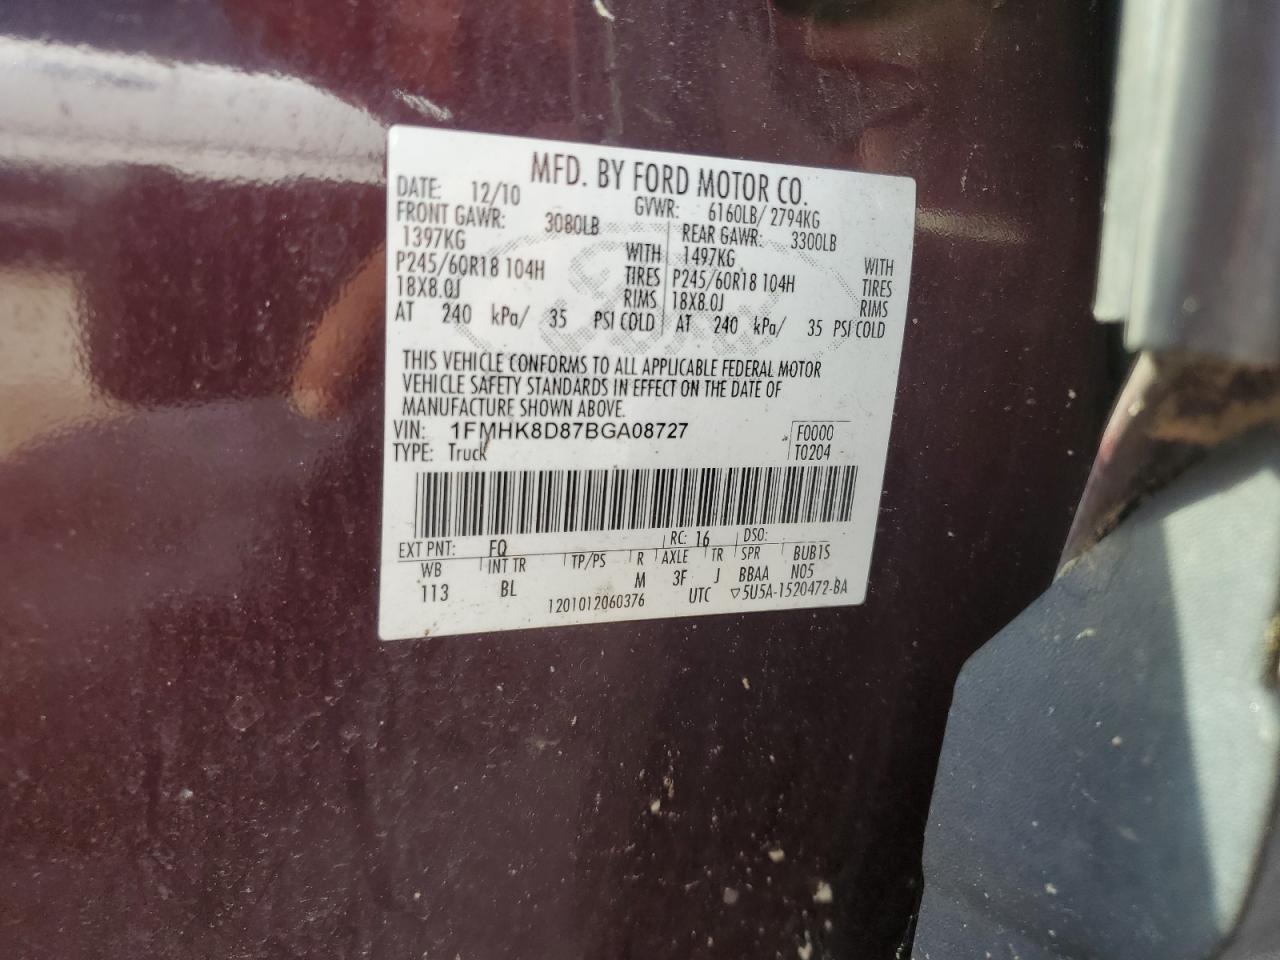 MFD. BY FORD MOTOR CO.
DATE: 12/10 GVWR: 6160LB/ 2794KG
FRONT GAWR: 3080LB REAR GAWR: 3300LB
1397KG WITH 1497KG WITH
P245/60R18 104H TIRES P245/60R18 104H TIRES
18X8.0J RIMS 18X8.0J RIMS
AT 240 kPa/ 35 PSI COLD AT 240 kPa/ 35 PSI COLD
THIS VEHICLE CONFORMS TO ALL APPLICABLE FEDERAL MOTOR
VEHICLE SAFETY STANDARDS IN EFFECT ON THE DATE OF
MANUFACTURE SHOWN ABOVE.
VIN: 1FMHK8D87BGA08727 F0000
TYPE: Truck T0204
EXT PNT: FQ RC: 16 DSO:
WB INT TR TP/PS R AXLE TR SPR BUB1S
113 BL M 3F J BBAA N05
1201012060376 UTC ▽5U5A-1520472-BA